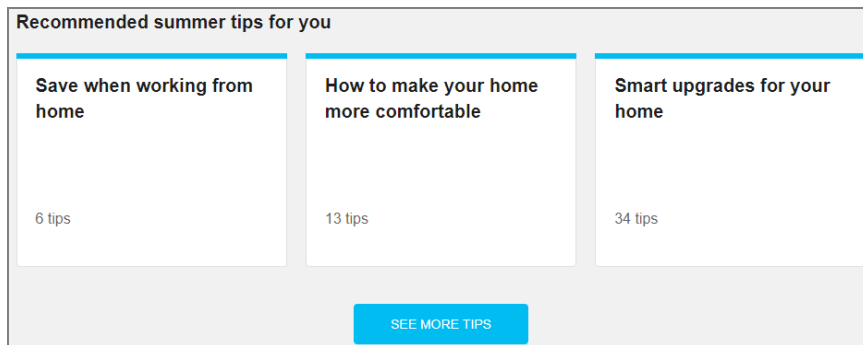 Recommended summer tips for you
Save when working from
home
6 tips
How to make your home
more comfortable
13 tips
Smart upgrades for your
home
34 tips
SEE MORE TIPS